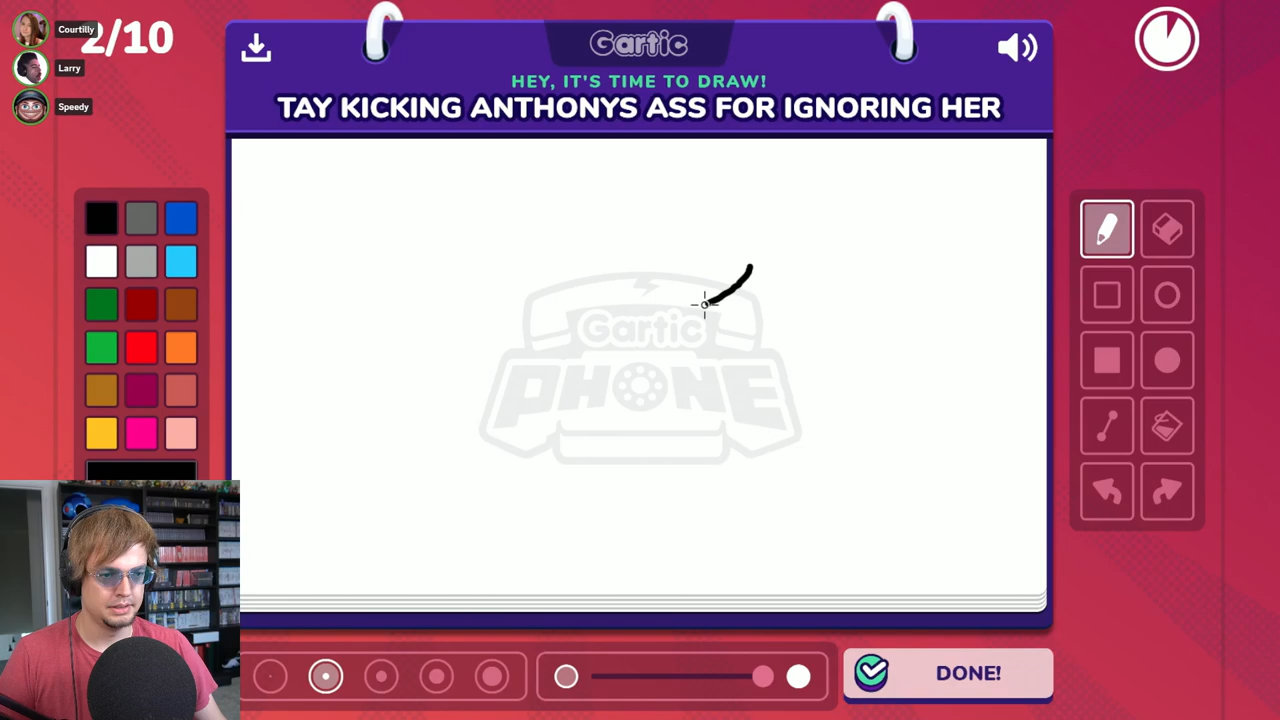 Courtilly
2/10
Larry
Speedy
Gartic
HEY, IT'S TIME TO DRAW!
TAY KICKING ANTHONYS ASS FOR IGNORING HER
Gartic
PHONE
DONE!